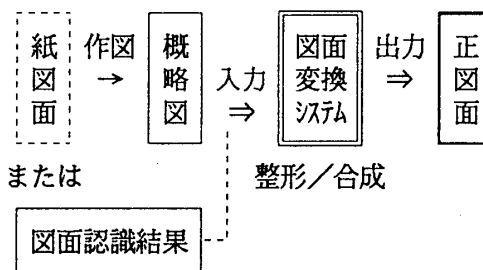 紙図面
作図
→
概略図
入力
⇒
図面変換システム
出力
⇒
正図面
または
整形／合成
図面認識結果